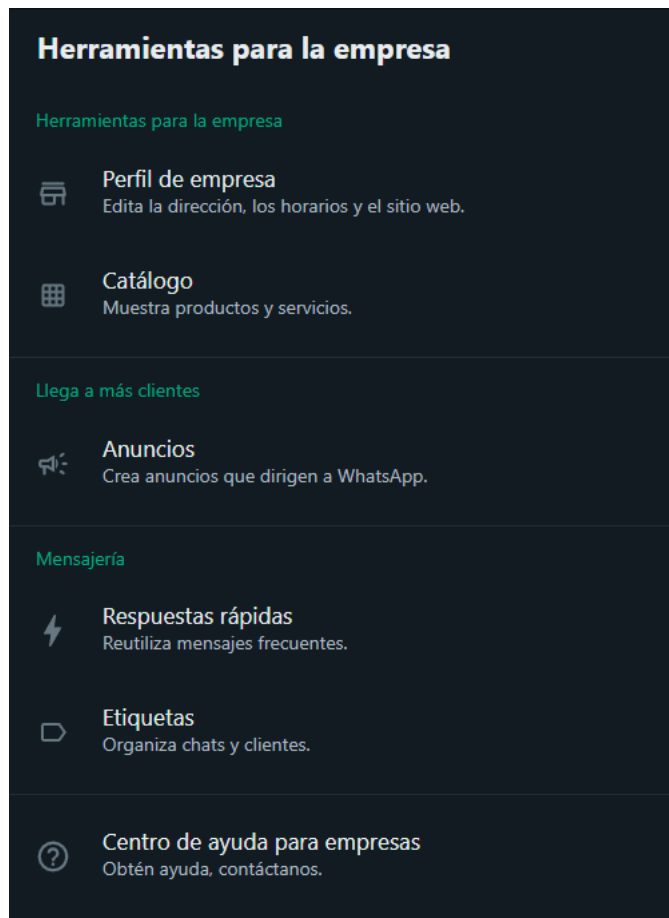 Herramientas para la empresa
Herramientas para la empresa
Perfil de empresa
Edita la dirección, los horarios y el sitio web.
Catálogo
Muestra productos y servicios.
Llega a más clientes
Anuncios
Crea anuncios que dirigen a WhatsApp.
Mensajería
Respuestas rápidas
Reutiliza mensajes frecuentes.
Etiquetas
Organiza chats y clientes.
Centro de ayuda para empresas
Obtén ayuda, contáctanos.